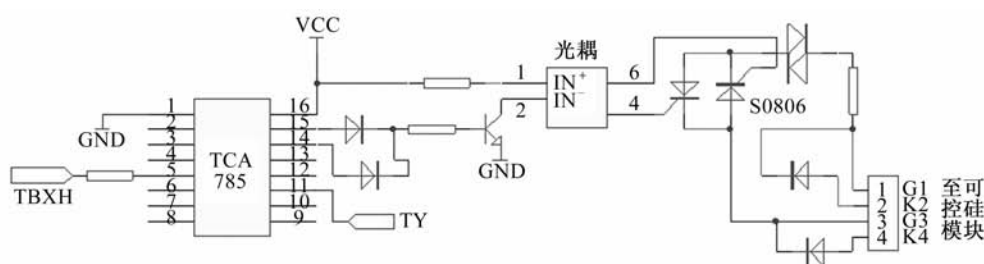 VCC
光耦
1 IN+ 6
2 IN- 4
S0806
GND
1 16
2 15
3 14
4 13
5 12
6 11
7 10
8 9
TCA
785
GND
TBXH
TY
1 G1 至可
2 K2 控硅
3 G3 模块
4 K4